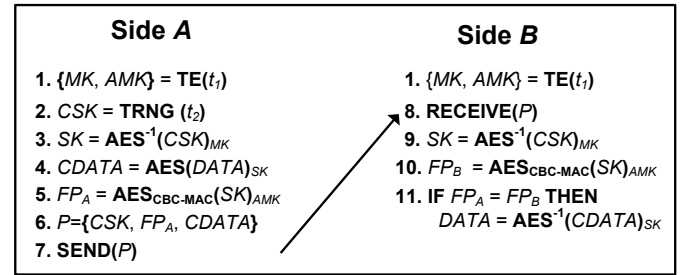 Side A
1. {MK, AMK} = TE(t₁)
2. CSK = TRNG (t₂)
3. SK = AES⁻¹(CSK)MK
4. CDATA = AES(DATA)SK
5. FPA = AESCBC-MAC(SK)AMK
6. P={CSK, FPA, CDATA}
7. SEND(P)
Side B
1. {MK, AMK} = TE(t₁)
8. RECEIVE(P)
9. SK = AES⁻¹(CSK)MK
10. FPB = AESCBC-MAC(SK)AMK
11. IF FPA = FPB THEN
DATA = AES⁻¹(CDATA)SK